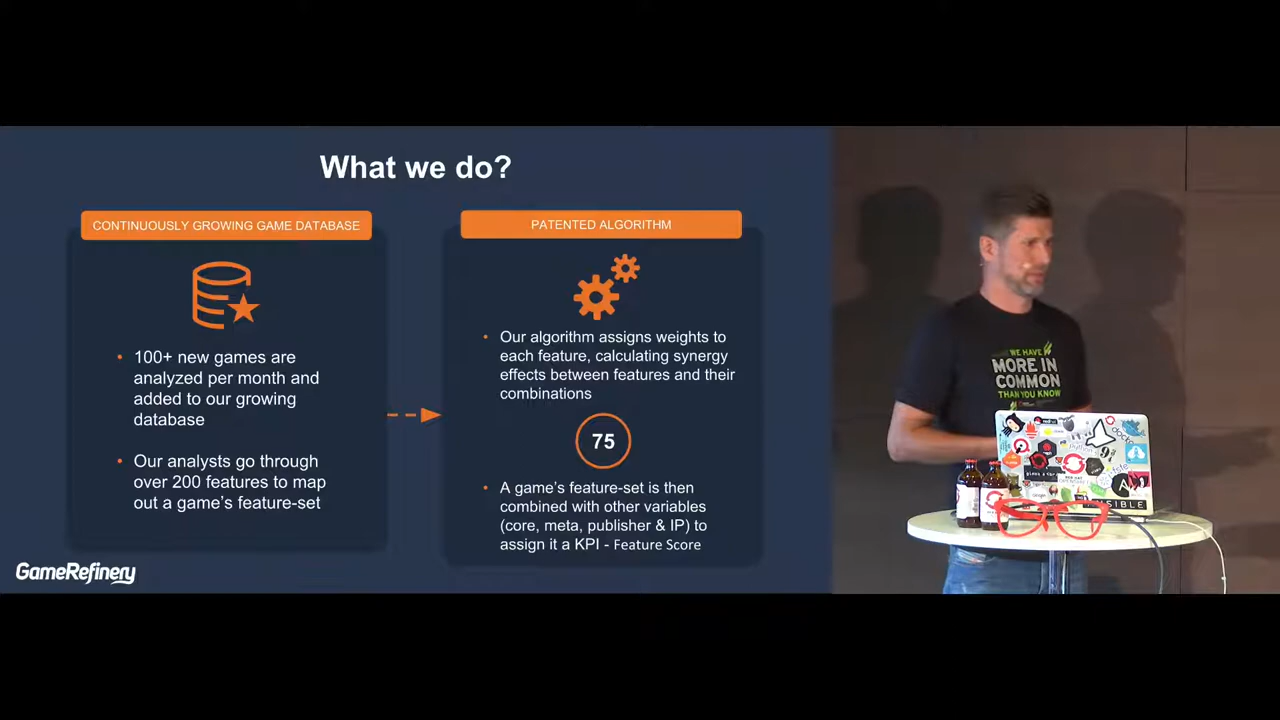 What we do?
CONTINUOUSLY GROWING GAME DATABASE
• 100+ new games are
analyzed per month and
added to our growing
database
• Our analysts go through
over 200 features to map
out a game's feature-set
PATENTED ALGORITHM
• Our algorithm assigns weights to
each feature, calculating synergy
effects between features and their
combinations
75
• A game's feature-set is then
combined with other variables
(core, meta, publisher & IP) to
assign it a KPI - Feature Score
GameRefinery
WE HAVE
MORE IN
COMMON
THAN YOU KNOW